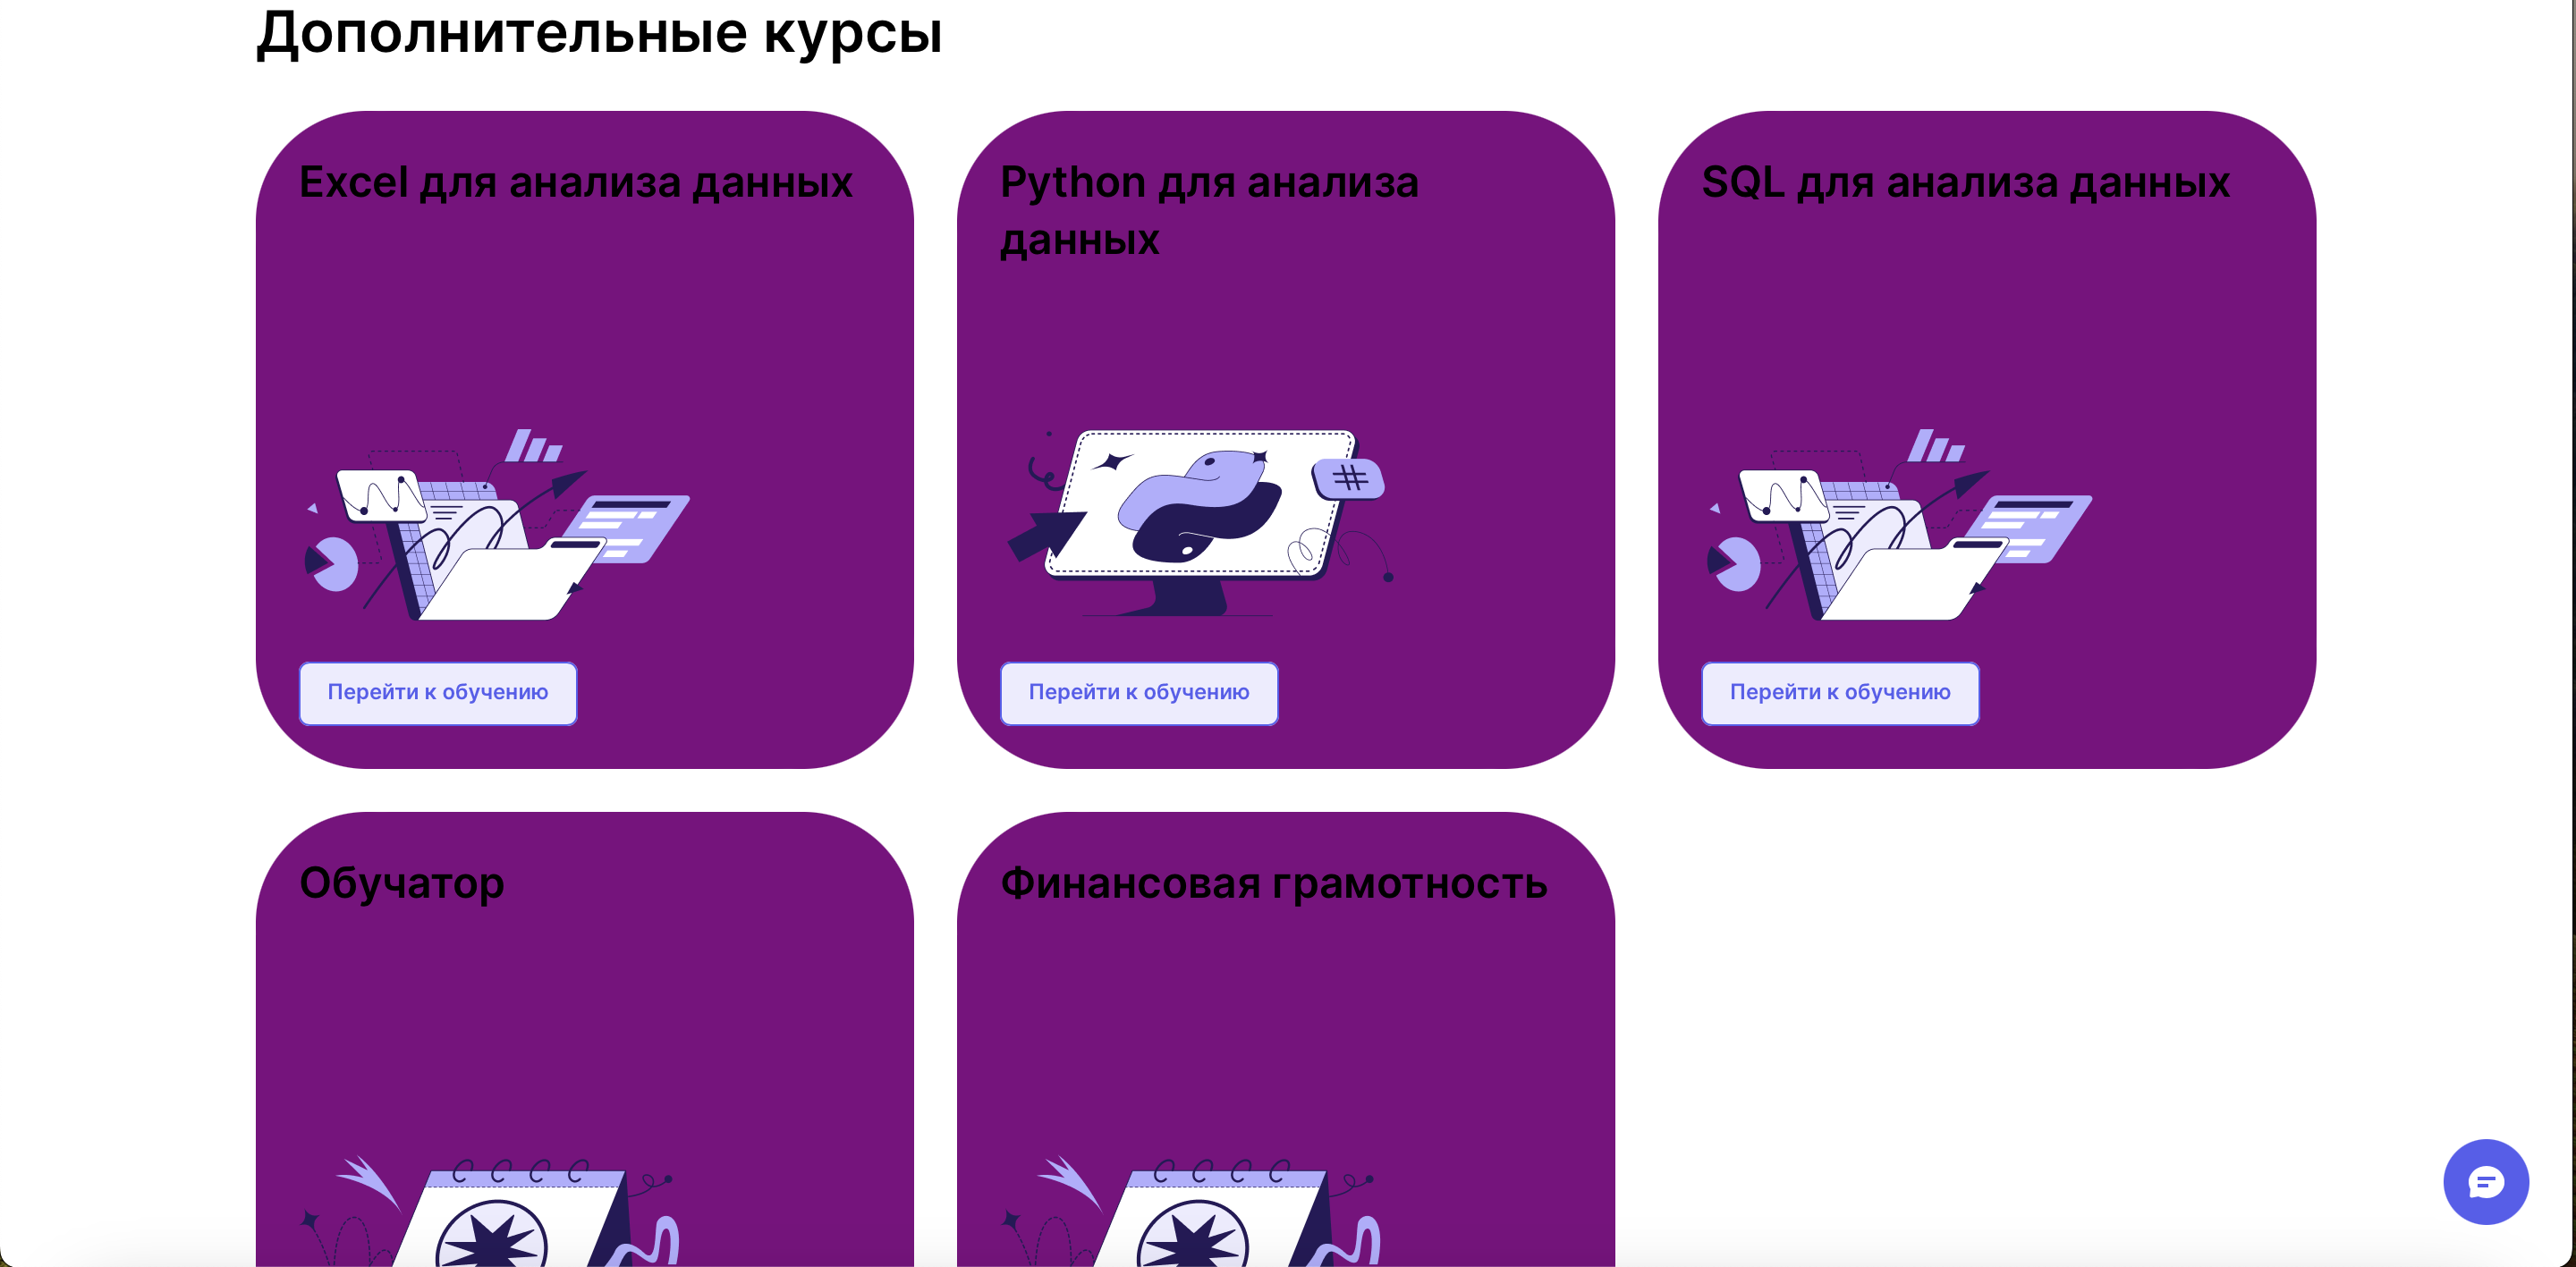 Дополнительные курсы
Excel для анализа данных
Python для анализа
данных
SQL для анализа данных
Перейти к обучению
Перейти к обучению
Перейти к обучению
Обучатор
Финансовая грамотность